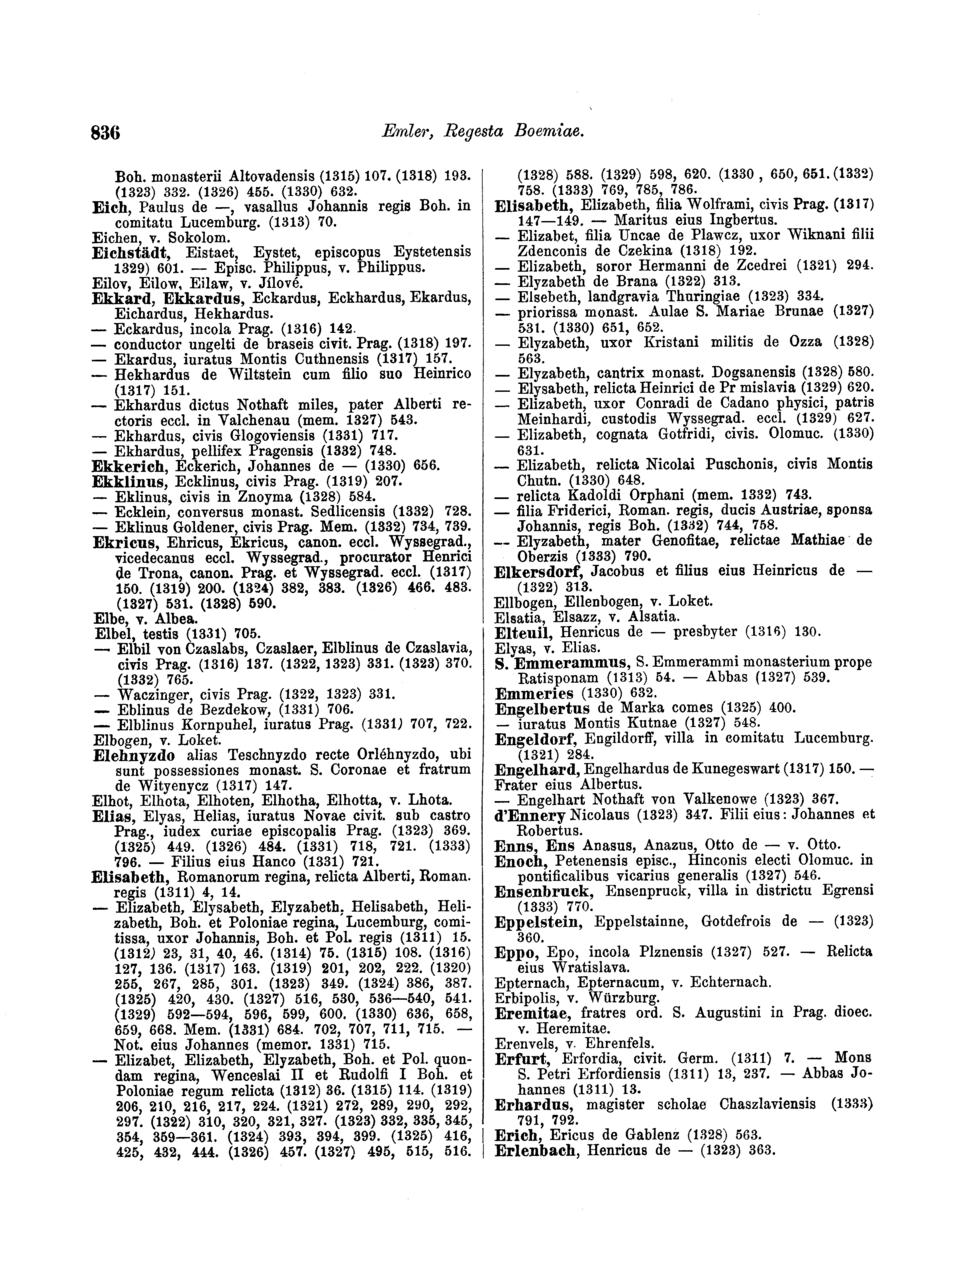 836
Emler, Regesta Boemiae.
Boh. monasterii Altovadensis (1315) 107. (1318) 193.
(1323) 332. (1326) 455. (1330) 632.
Eich, Paulus de —, vasallus Johannis regis Boh. in
comitatu Lucemburg. (1313) 70.
Eichen, v. Sokolom.
Eichstädt, Eistaet, Eystet, episcopus Eystetensis
1329) 601. — Episc. Philippus, v. Philippus.
Eilov, Eilow, Eilaw, v. Jílové.
Ekkard, Ekkardus, Eckardus, Eckhardus, Ekardus,
Eichardus, Hekhardus.
— Eckardus, incola Prag. (1316) 142.
— conductor ungelti de braseis civit. Prag. (1318) 197.
— Ekardus, iuratus Montis Cuthnensis (1317) 157.
— Hekhardus de Wiltstein cum filio suo Heinrico
(1317) 151.
— Ekhardus dictus Nothaft miles, pater Alberti re-
ctoris eccl. in Valchenau (mem. 1327) 543.
— Ekhardus, civis Glogoviensis (1331) 717.
— Ekhardus, pellifex Pragensis (1332) 748.
Ekkerich, Eckerich, Johannes de — (1330) 656.
Ekklinus, Ecklinus, civis Prag. (1319) 207.
— Eklinus, civis in Znoyma (1328) 584.
— Ecklein, conversus monast. Sedlicensis (1332) 728.
— Eklinus Goldener, civis Prag. Mem. (1332) 734, 739.
Ekricus, Ehricus, Ekricus, canon. eccl. Wyssegrad.,
vicedecanus eccl. Wyssegrad., procurator Henrici
de Trona, canon. Prag. et Wyssegrad. eccl. (1317)
150. (1319) 200. (1324) 382, 383. (1326) 466. 483.
(1327) 531. (1328) 590.
Elbe, v. Albea.
Elbel, testis (1331) 705.
— Elbil von Czaslabs, Czaslaer, Elblinus de Czaslavia,
civis Prag. (1316) 137. (1322, 1323) 331. (1323) 370.
(1332) 765.
— Waczinger, civis Prag. (1322, 1323) 331.
— Eblinus de Bezdekow, (1331) 706.
— Elblinus Kornpuhel, iuratus Prag. (1331) 707, 722.
Elbogen, v. Loket.
Elehnyzdo alias Teschnyzdo recte Orléhnyzdo, ubi
sunt possessiones monast. S. Coronae et fratrum
de Wityenycz (1317) 147.
Elhot, Elhota, Elhoten, Elhotha, Elhotta, v. Lhota.
Elias, Elyas, Helias, iuratus Novae civit. sub castro
Prag., iudex curiae episcopalis Prag. (1323) 369.
(1325) 449. (1326) 484. (1331) 718, 721. (1333)
796. — Filius eius Hanco (1331) 721.
Elisabeth, Romanorum regina, relicta Alberti, Roman.
regis (1311) 4, 14.
— Elizabeth, Elysabeth, Elyzabeth, Helisabeth, Heli-
zabeth, Boh. et Poloniae regina, Lucemburg, comi-
tissa, uxor Johannis, Boh. et Pol. regis (1311) 15.
(1312) 23, 31, 40, 46. (1314) 75. (1315) 108. (1316)
127, 136. (1317) 163. (1319) 201, 202, 222. (1320)
255, 267, 285, 301. (1323) 349. (1324) 386, 387.
(1325) 420, 430. (1327) 516, 530, 536—540, 541.
(1329) 592—594, 596, 599, 600. (1330) 636, 658,
659, 668. Mem. (1331) 684. 702, 707, 711, 715. —
Not. eius Johannes (memor. 1331) 715.
— Elizabet, Elizabeth, Elyzabeth, Boh. et Pol. quon-
dam regina, Wenceslai II et Rudolfi I Boh. et
Poloniae regum relicta (1312) 36. (1315) 114. (1319)
206, 210, 216, 217, 224. (1321) 272, 289, 290, 292,
297. (1322) 310, 320, 321, 327. (1323) 332, 335, 345,
354, 359—361. (1324) 393, 394, 399. (1325) 416,
425, 432, 444. (1326) 457. (1327) 495, 515, 516.
(1328) 588. (1329) 598, 620. (1330, 650, 651. (1332)
758. (1333) 769, 785, 786.
Elisabeth, Elizabeth, filia Wolframi, civis Prag. (1317)
147—149. — Maritus eius Ingbertus.
— Elizabet, filia Uncae de Plawcz, uxor Wiknani filii
Zdenconis de Czekina (1318) 192.
— Elizabeth, soror Hermanni de Zcedrei (1321) 294.
— Elyzabeth de Brana (1322) 313.
— Elsebeth, landgravia Thuringiae (1323) 334.
— priorissa monast. Aulae S. Mariae Brunae (1327)
531. (1330) 651, 652.
— Elyzabeth, uxor Kristani militis de Ozza (1328)
563.
— Elyzabeth, cantrix monast. Dogsanensis (1328) 580.
— Elysabeth, relicta Heinrici de Pr mislavia (1329) 620.
— Elizabeth, uxor Conradi de Cadano physici, patris
Meinhardi, custodis Wyssegrad. eccl. (1329) 627.
— Elizabeth, cognata Gotfridi, civis. Olomuc. (1330)
631.
— Elizabeth, relicta Nicolai Puschonis, civis Montis
Chutn. (1330) 648.
— relicta Kadoldi Orphani (mem. 1332) 743.
— filia Friderici, Roman. regis, ducis Austriae, sponsa
Johannis, regis Boh. (1332) 744, 758.
— Elyzabeth, mater Genofitae, relictae Mathiae de
Oberzis (1333) 790.
Elkersdorf, Jacobus et filius eius Heinricus de —
(1322) 313.
Ellbogen, Ellenbogen, v. Loket.
Elsatia, Elsazz, v. Alsatia.
Elteuil, Henricus de — presbyter (1316) 130.
Elyas, v. Elias.
S. Emmerammus, S. Emmerammi monasterium prope
Ratisponam (1313) 54. — Abbas (1327) 539.
Emmeries (1330) 632.
Engelbertus de Marka comes (1325) 400.
— iuratus Montis Kutnae (1327) 548.
Engeldorf, Engildorff, villa in comitatu Lucemburg.
(1321) 284.
Engelhard, Engelhardus de Kunegeswart (1317) 150. —
Frater eius Albertus.
— Engelhart Nothaft von Valkenowe (1323) 367.
d'Ennery Nicolaus (1323) 347. Filii eius: Johannes et
Robertus.
Enns, Ens Anasus, Anazus, Otto de — v. Otto.
Enoch, Petenensis episc., Hinconis electi Olomuc. in
pontificalibus vicarius generalis (1327) 546.
Ensenbruck, Ensenpruck, villa in districtu Egrensi
(1333) 770.
Eppelstein, Eppelstainne, Gotdefrois de — (1323)
360.
Eppo, Epo, incola Plznensis (1327) 527. — Relicta
eius Wratislava.
Epternach, Epternacum, v. Echternach.
Erbipolis, v. Würzburg.
Eremitae, fratres ord. S. Augustini in Prag. dioec.
v. Heremitae.
Erenvels, v. Ehrenfels.
Erfurt, Erfordia, civit. Germ. (1311) 7. — Mons
S. Petri Erfordiensis (1311) 13, 237. — Abbas Jo-
hannes (1311) 13.
Erhardus, magister scholae Chaszlaviensis (1333)
791, 792.
Erich, Ericus de Gablenz (1328) 563.
Erlenbach, Henricus de — (1323) 363.